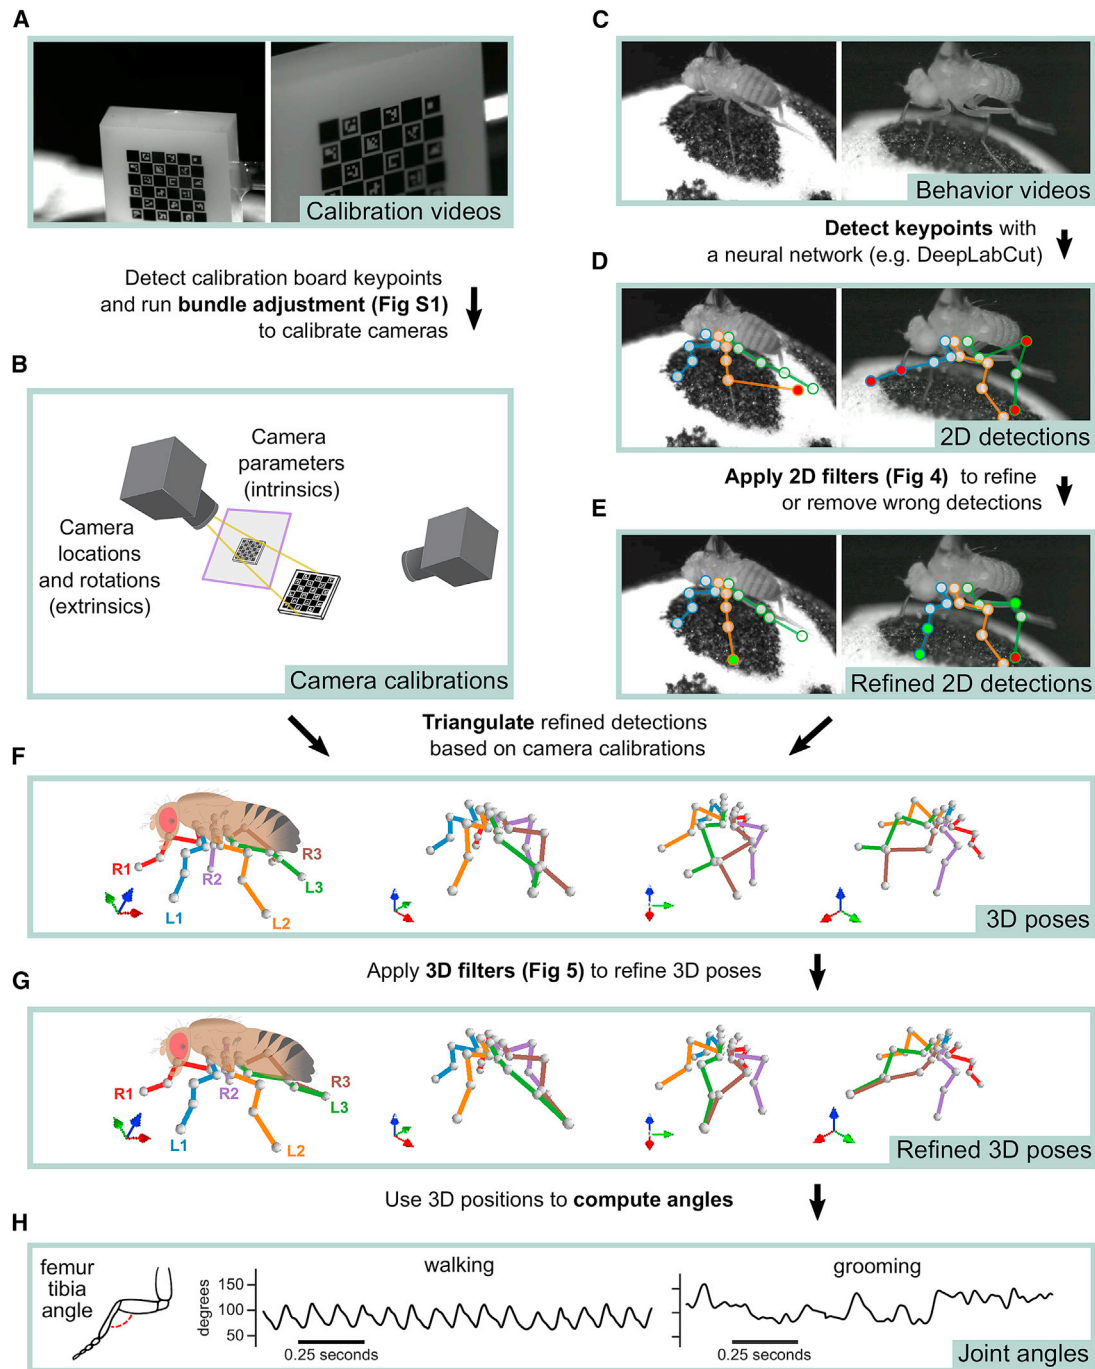 A
Calibration videos
Detect calibration board keypoints
and run bundle adjustment (Fig S1)
to calibrate cameras
B
Camera
parameters
(intrinsics)
Camera
locations
and rotations
(extrinsics)
Camera calibrations
C
Behavior videos
Detect keypoints with
a neural network (e.g. DeepLabCut)
D
2D detections
Apply 2D filters (Fig 4) to refine
or remove wrong detections
E
Refined 2D detections
Triangulate refined detections
based on camera calibrations
F
R1
L1
R2
L2
R3
L3
3D poses
Apply 3D filters (Fig 5) to refine 3D poses
G
R1
L1
R2
L2
R3
L3
Refined 3D poses
Use 3D positions to compute angles
H
femur
tibia
angle
degrees
150
100
50
walking
0.25 seconds
grooming
0.25 seconds
Joint angles